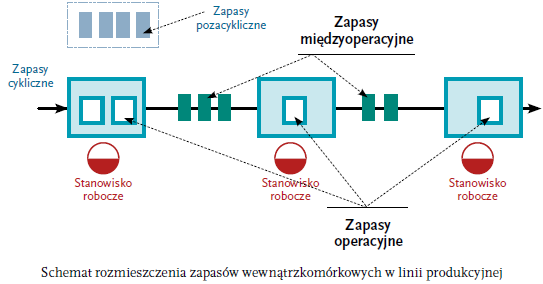 Zapasy
pozacykliczne
Zapasy
międzyoperacyjne
Zapasy
cykliczne
Stanowisko
robocze
Stanowisko
robocze
Stanowisko
robocze
Zapasy
operacyjne
Schemat rozmieszczenia zapasów wewnątrzkomórkowych w linii produkcyjnej